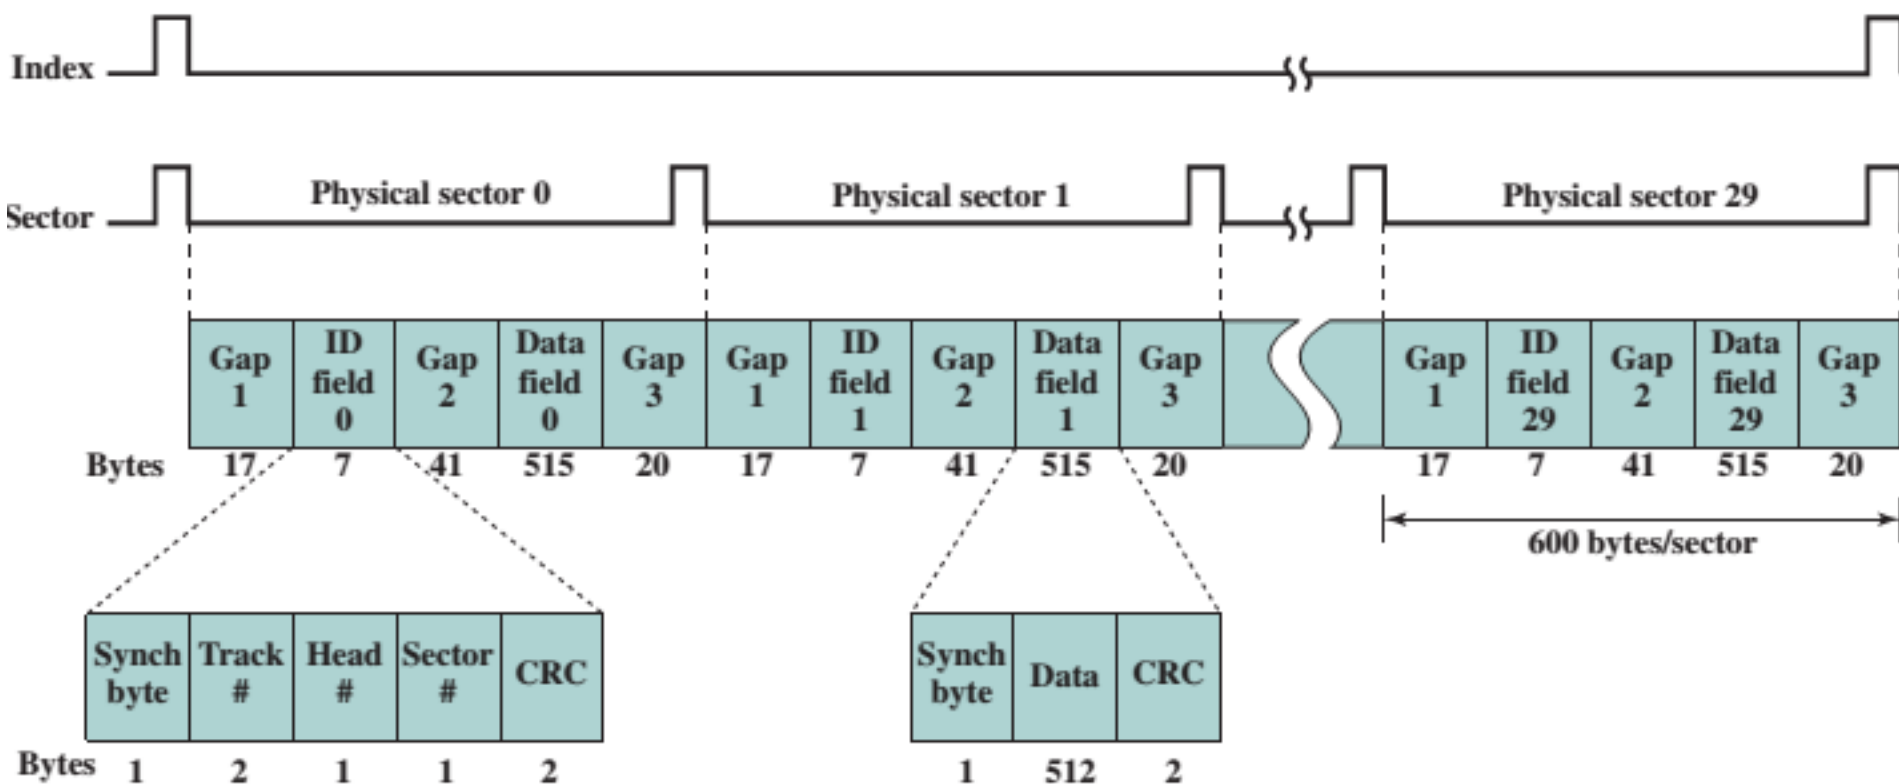 Index
Sector
Physical sector 0
Physical sector 1
Physical sector 29
Gap
1
ID
field
0
Gap
2
Data
field
0
Gap
3
Gap
1
ID
field
1
Gap
2
Data
field
1
Gap
3
Gap
1
ID
field
29
Gap
2
Data
field
29
Gap
3
Bytes 17 7 41 515 20 17 7 41 515 20 17 7 41 515 20
600 bytes/sector
Synch
byte
Track
#
Head
#
Sector
#
CRC
Synch
byte
Data
CRC
Bytes 1 2 1 1 2 1 512 2